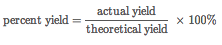 percent yield = actual yield / theoretical yield × 100%